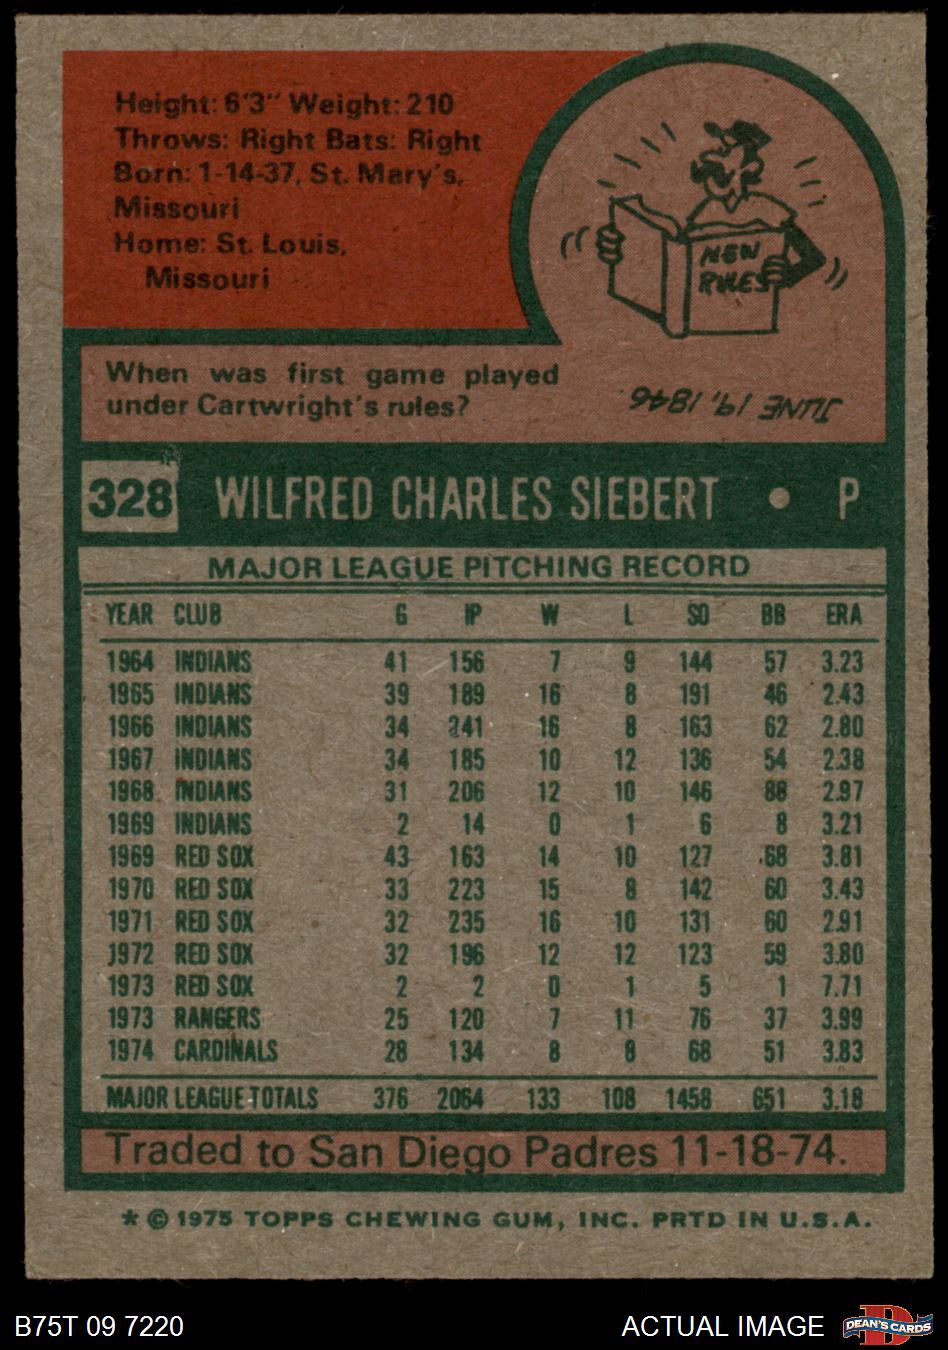 Height: 6'3" Weight: 210
Throws: Right Bats: Right
Born: 1-14-37, St. Mary's,
Missouri
Home: St. Louis,
Missouri
NEW
RULES
When was first game played
under Cartwright's rules?
JUNE 19, 1846
328 WILFRED CHARLES SIEBERT • P
MAJOR LEAGUE PITCHING RECORD
YEAR CLUB G IP W L SO BB ERA
1964 INDIANS 41 156 7 9 144 57 3.23
1965 INDIANS 39 189 16 8 191 46 2.43
1966 INDIANS 34 241 16 8 163 62 2.80
1967 INDIANS 34 185 10 12 136 54 2.38
1968 INDIANS 31 206 12 10 146 88 2.97
1969 INDIANS 2 14 0 1 6 8 3.21
1969 RED SOX 43 163 14 10 127 68 3.81
1970 RED SOX 33 223 15 8 142 60 3.43
1971 RED SOX 32 235 16 10 131 60 2.91
1972 RED SOX 32 196 12 12 123 59 3.80
1973 RED SOX 2 2 0 1 5 1 7.71
1973 RANGERS 25 120 7 11 76 37 3.99
1974 CARDINALS 28 134 8 8 68 51 3.83
MAJOR LEAGUE TOTALS 376 2064 133 108 1458 651 3.18
Traded to San Diego Padres 11-18-74.
* © 1975 TOPPS CHEWING GUM, INC. PRTD IN U.S.A.
B75T 09 7220 ACTUAL IMAGE D DEAN'S CARDS